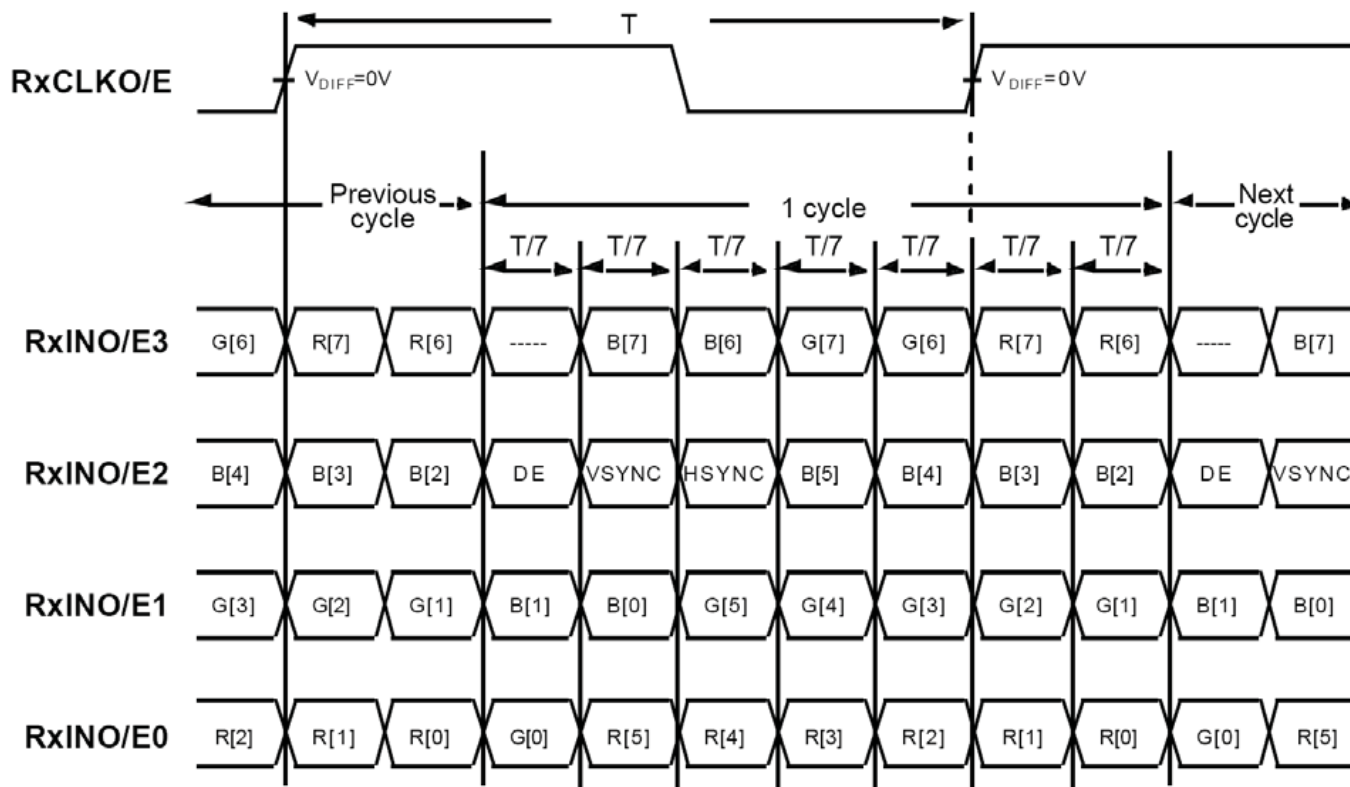 T
RxCLKO/E
VDIFF=0V VDIFF=0V
Previous cycle 1 cycle Next cycle
T/7 T/7 T/7 T/7 T/7 T/7 T/7
RxINO/E3 G[6] R[7] R[6] ----- B[7] B[6] G[7] G[6] R[7] R[6] ----- B[7]
RxINO/E2 B[4] B[3] B[2] DE VSYNC HSYNC B[5] B[4] B[3] B[2] DE VSYNC
RxINO/E1 G[3] G[2] G[1] B[1] B[0] G[5] G[4] G[3] G[2] G[1] B[1] B[0]
RxINO/E0 R[2] R[1] R[0] G[0] R[5] R[4] R[3] R[2] R[1] R[0] G[0] R[5]